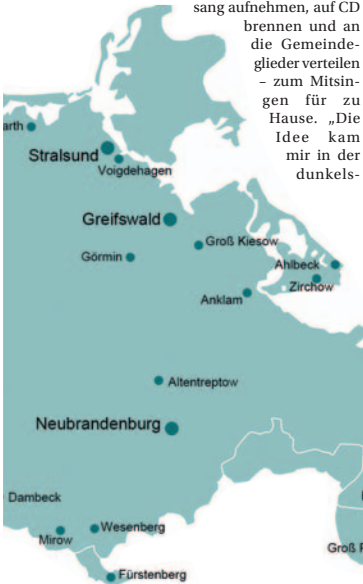 sang aufnehmen, auf CD
brennen und an
die Gemeinde-
glieder verteilen
– zum Mitsin-
gen für zu
Hause. „Die
Idee kam
mir in der
dunkels-
arth
Stralsund
Voigdehagen
Greifswald
Groß Kiesow
Görmin
Ahlbeck
Zirchow
Anklam
Altentreptow
Neubrandenburg
Dambeck
Wesenberg
Mirow
Groß
Fürstenberg